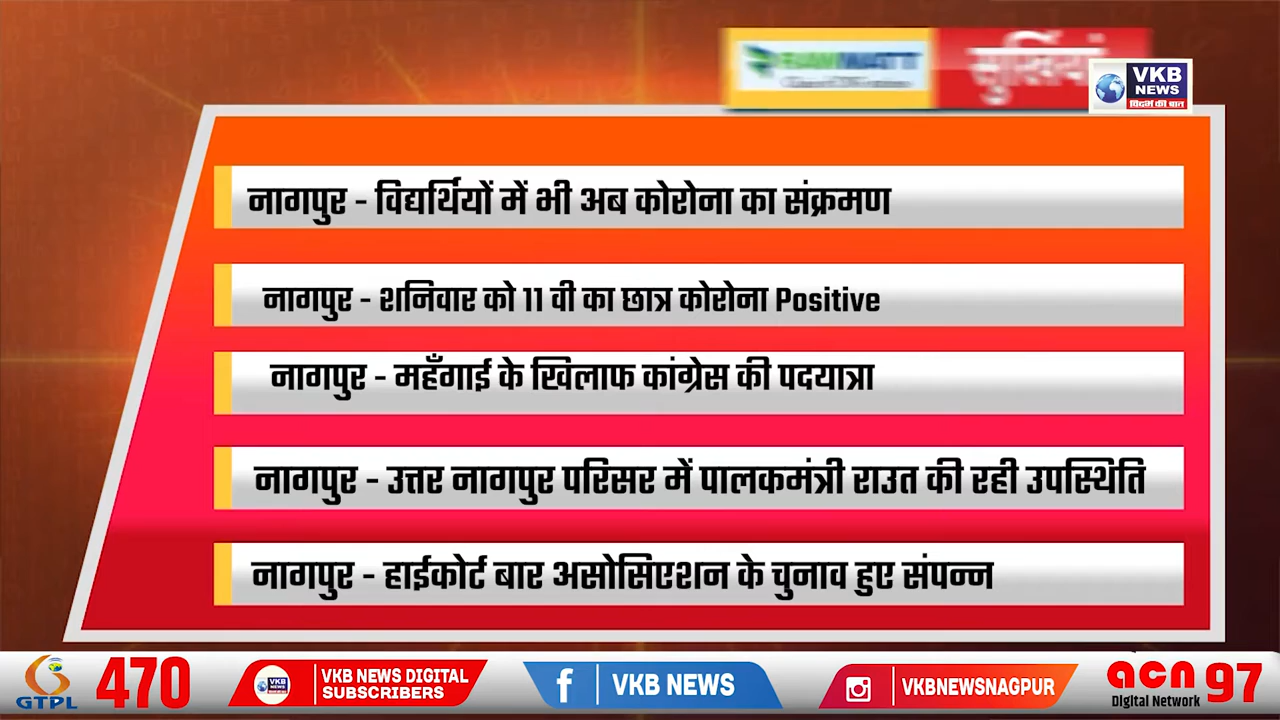 सुर्खियां
VKB
NEWS
विदर्भ की बात
नागपुर - विद्यर्थियों में भी अब कोरोना का संक्रमण
नागपुर - शनिवार को 11 वी का छात्र कोरोना Positive
नागपुर - महँगाई के खिलाफ कांग्रेस की पदयात्रा
नागपुर - उत्तर नागपुर परिसर में पालकमंत्री राउत की रही उपस्थिति
नागपुर - हाईकोर्ट बार असोसिएशन के चुनाव हुए संपन्न
GTPL
470
VKB NEWS DIGITAL
SUBSCRIBERS
f
VKB NEWS
VKBNEWSNAGPUR
acn
Digital Network
97